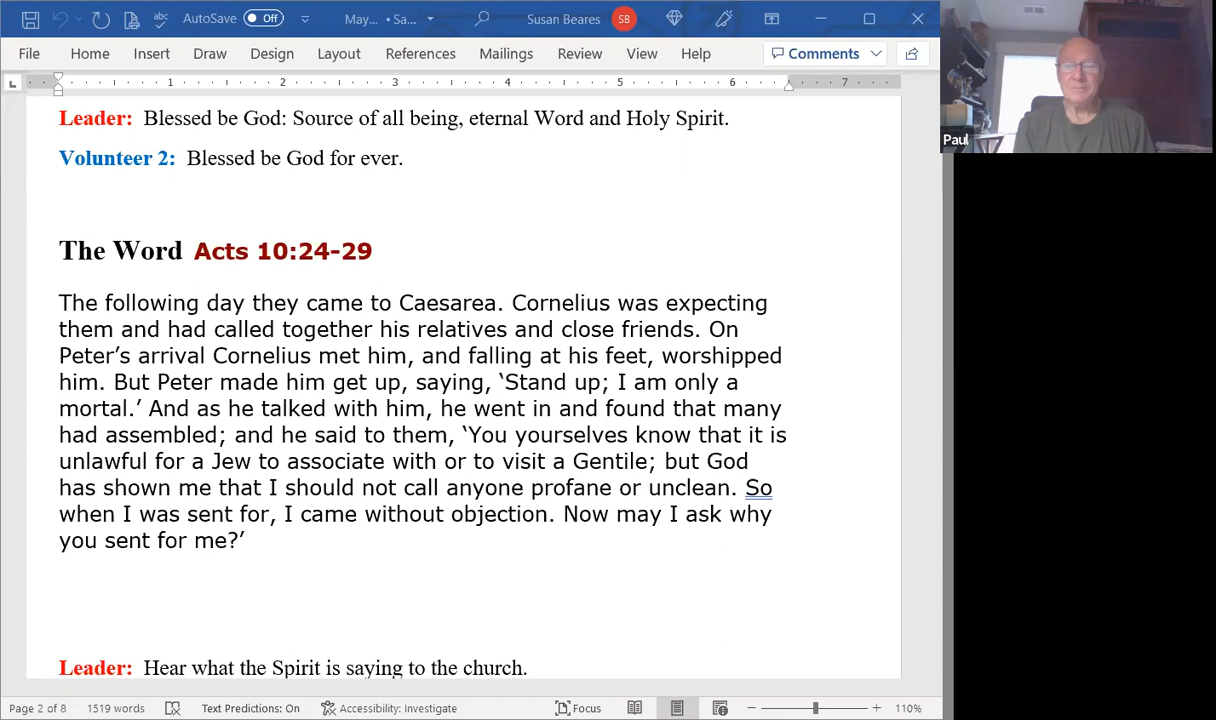 AutoSave Off May... • Sa... Susan Beares SB
File Home Insert Draw Design Layout References Mailings Review View Help Comments
1 2 3 4 5 6 7
Leader: Blessed be God: Source of all being, eternal Word and Holy Spirit.
Volunteer 2: Blessed be God for ever.
The Word Acts 10:24-29
The following day they came to Caesarea. Cornelius was expecting
them and had called together his relatives and close friends. On
Peter’s arrival Cornelius met him, and falling at his feet, worshipped
him. But Peter made him get up, saying, ‘Stand up; I am only a
mortal.’ And as he talked with him, he went in and found that many
had assembled; and he said to them, ‘You yourselves know that it is
unlawful for a Jew to associate with or to visit a Gentile; but God
has shown me that I should not call anyone profane or unclean. So
when I was sent for, I came without objection. Now may I ask why
you sent for me?’
Leader: Hear what the Spirit is saying to the church.
Page 2 of 8 1519 words Text Predictions: On Accessibility: Investigate Focus 110%
Paul